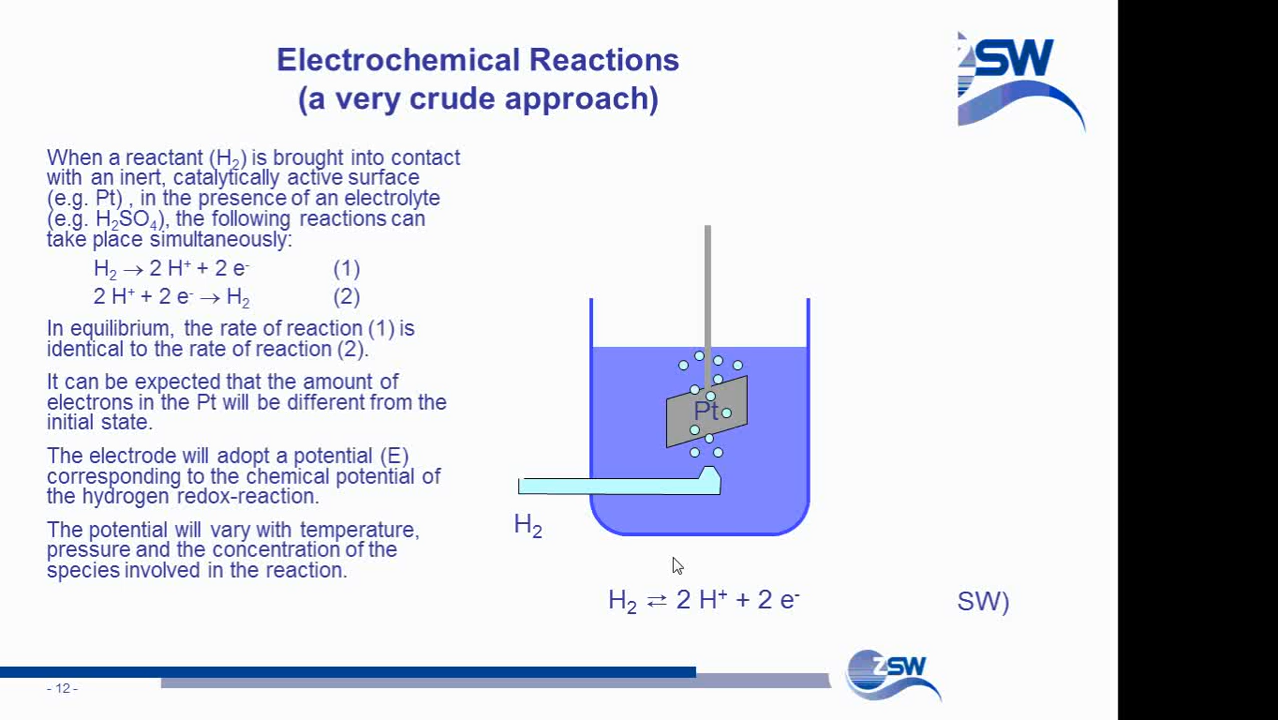 Electrochemical Reactions
(a very crude approach)
ZSW
When a reactant (H₂) is brought into contact
with an inert, catalytically active surface
(e.g. Pt) , in the presence of an electrolyte
(e.g. H₂SO₄), the following reactions can
take place simultaneously:
H₂ → 2 H⁺ + 2 e⁻ (1)
2 H⁺ + 2 e⁻ → H₂ (2)
In equilibrium, the rate of reaction (1) is
identical to the rate of reaction (2).
It can be expected that the amount of
electrons in the Pt will be different from the
initial state.
The electrode will adopt a potential (E)
corresponding to the chemical potential of
the hydrogen redox-reaction.
The potential will vary with temperature,
pressure and the concentration of the
species involved in the reaction.
Pt
H₂
H₂ ⇄ 2 H⁺ + 2 e⁻
SW)
ZSW
- 12 -